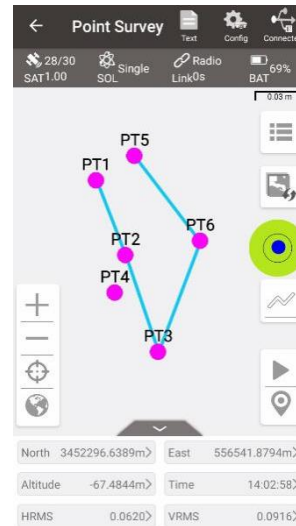 Point Survey
Text Config Connecte
28/30 Single Radio 69%
SAT1.00 SOL Link0s BAT
0.03 m
PT5
PT1
PT6
PT2
PT4
PT3
North 3452296.6389m> East 556541.8794m>
Altitude -67.4844m> Time 14:02:58>
HRMS 0.0620> VRMS 0.0916>